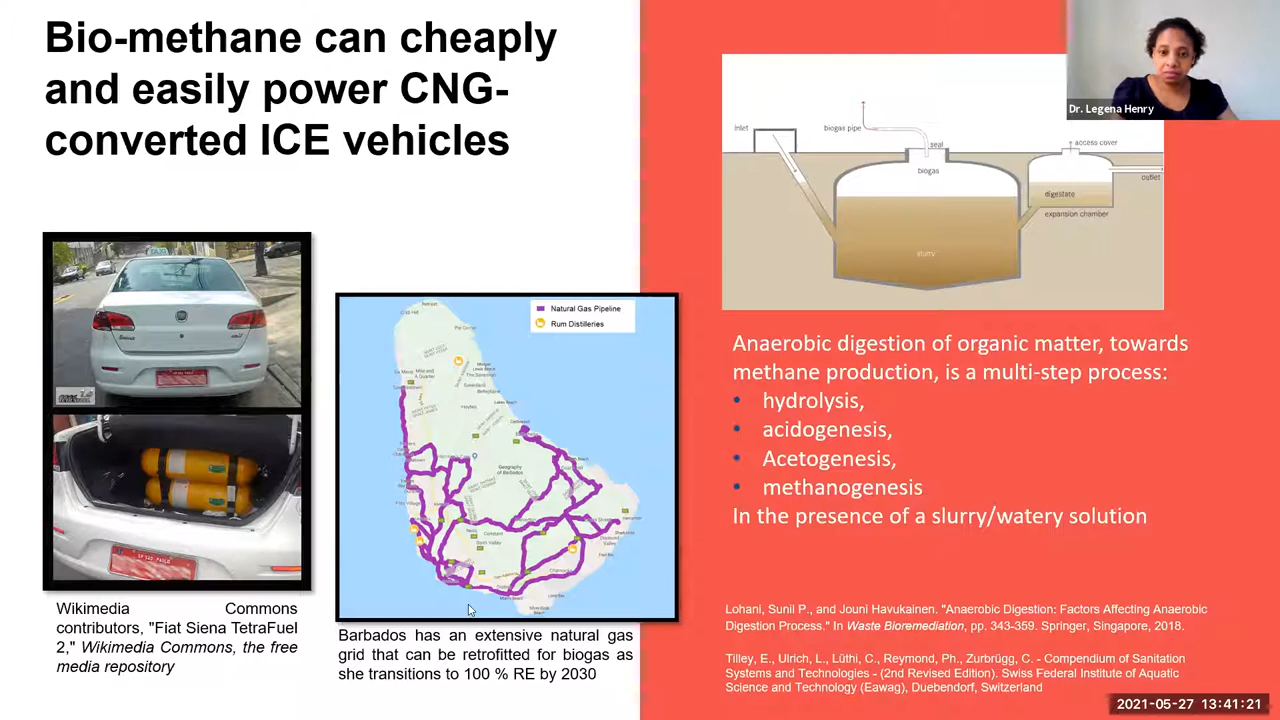 Bio-methane can cheaply
and easily power CNG-
converted ICE vehicles
Dr. Legena Henry
Inlet
biogas pipe
seal
access cover
biogas
outlet
digestate
expansion chamber
slurry
TAXI
Natural Gas Pipeline
Rum Distilleries
Geography
of Barbados
Anaerobic digestion of organic matter, towards
methane production, is a multi-step process:
• hydrolysis,
• acidogenesis,
• Acetogenesis,
• methanogenesis
In the presence of a slurry/watery solution
Wikimedia Commons
contributors, "Fiat Siena TetraFuel
2," Wikimedia Commons, the free
media repository
Barbados has an extensive natural gas
grid that can be retrofitted for biogas as
she transitions to 100 % RE by 2030
Lohani, Sunil P., and Jouni Havukainen. "Anaerobic Digestion: Factors Affecting Anaerobic
Digestion Process." In Waste Bioremediation, pp. 343-359. Springer, Singapore, 2018.
Tilley, E., Ulrich, L., Lüthi, C., Reymond, Ph., Zurbrügg, C. - Compendium of Sanitation
Systems and Technologies - (2nd Revised Edition). Swiss Federal Institute of Aquatic
Science and Technology (Eawag), Duebendorf, Switzerland
2021-05-27 13:41:21